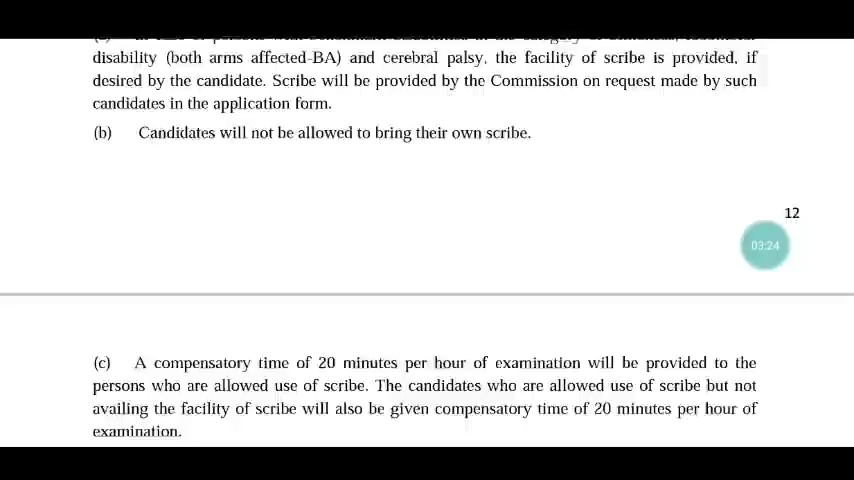 disability (both arms affected-BA) and cerebral palsy, the facility of scribe is provided, if
desired by the candidate. Scribe will be provided by the Commission on request made by such
candidates in the application form.
(b) Candidates will not be allowed to bring their own scribe.
12
03:24
(c) A compensatory time of 20 minutes per hour of examination will be provided to the
persons who are allowed use of scribe. The candidates who are allowed use of scribe but not
availing the facility of scribe will also be given compensatory time of 20 minutes per hour of
examination.